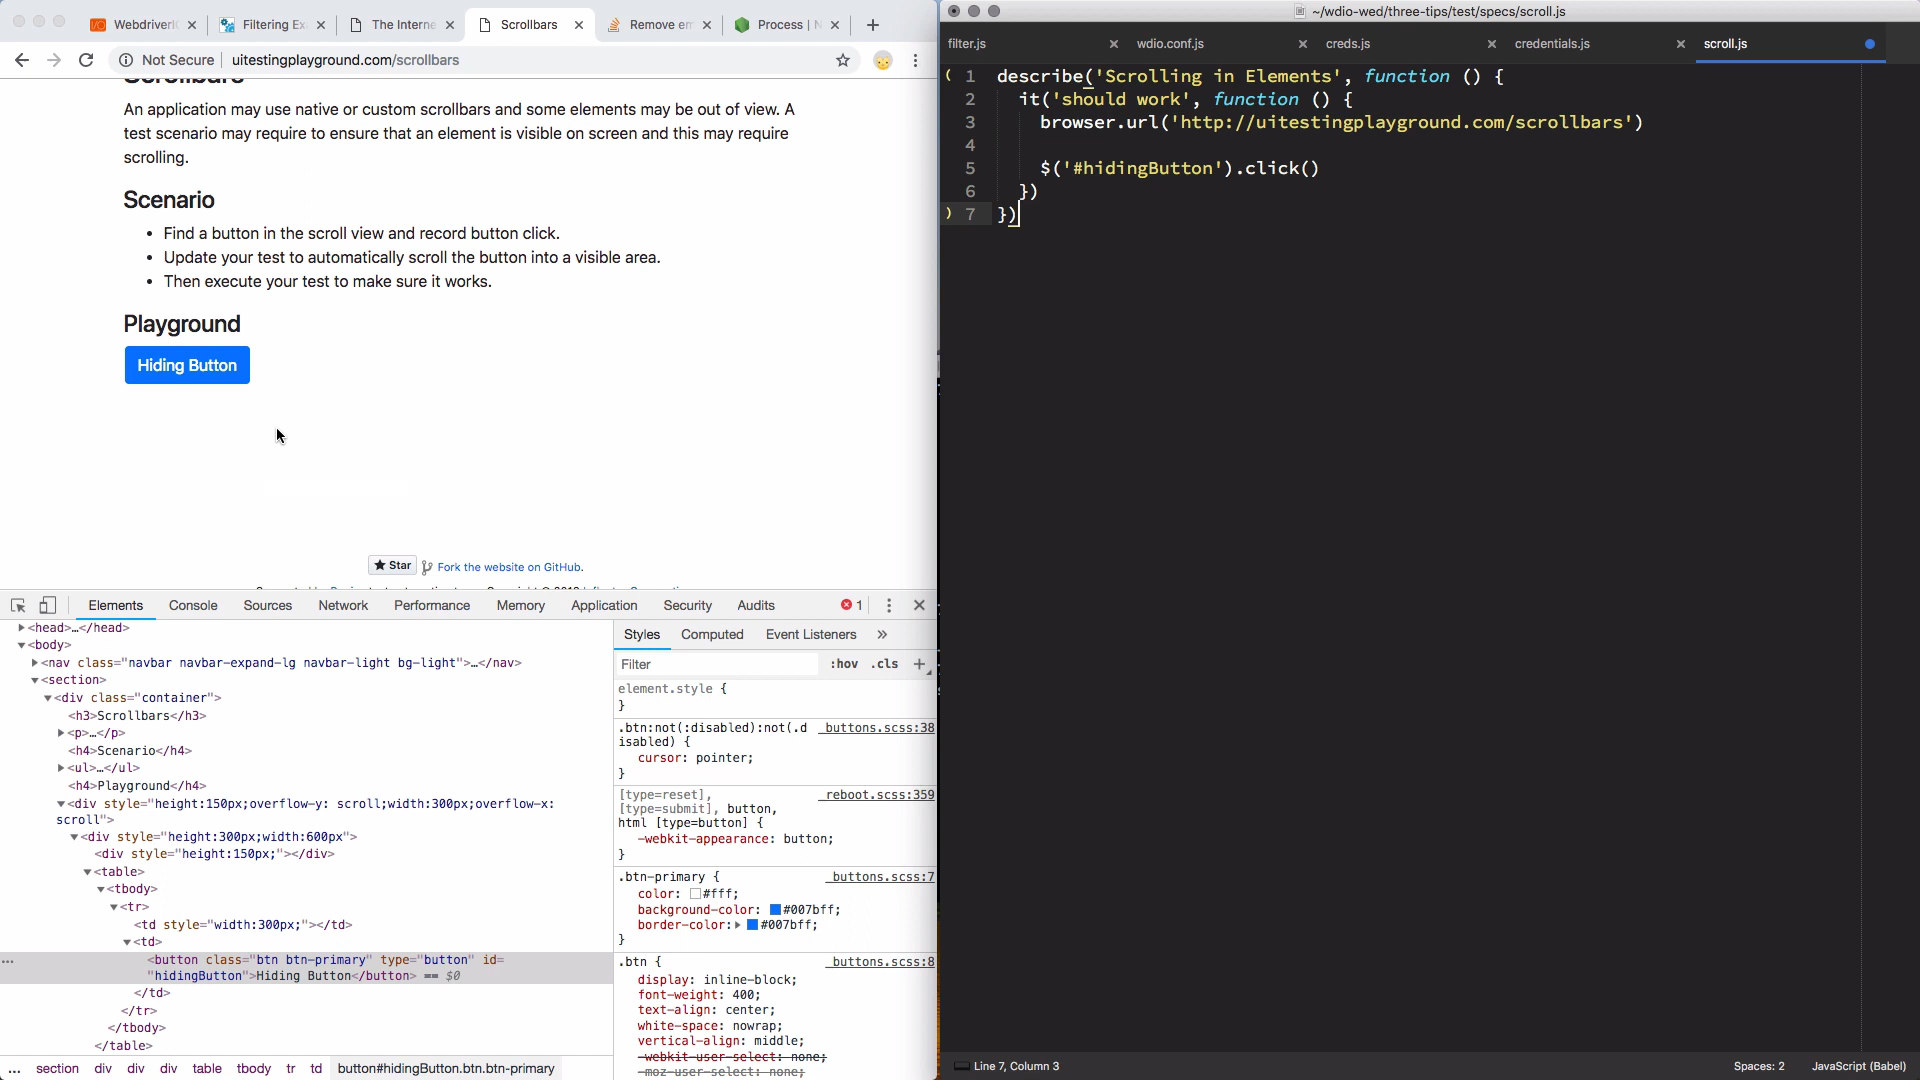 WebdriverI
Filtering Ex
The Interne
Scrollbars
Remove em
Process | N
Not Secure | uitestingplayground.com/scrollbars
Scrollbars
An application may use native or custom scrollbars and some elements may be out of view. A
test scenario may require to ensure that an element is visible on screen and this may require
scrolling.
Scenario
• Find a button in the scroll view and record button click.
• Update your test to automatically scroll the button into a visible area.
• Then execute your test to make sure it works.
Playground
Hiding Button
Star
Fork the website on GitHub.
Elements Console Sources Network Performance Memory Application Security Audits 1
<head>…</head>
<body>
<nav class="navbar navbar-expand-lg navbar-light bg-light">…</nav>
<section>
<div class="container">
<h3>Scrollbars</h3>
<p>…</p>
<h4>Scenario</h4>
<ul>…</ul>
<h4>Playground</h4>
<div style="height:150px;overflow-y: scroll;width:300px;overflow-x:
scroll">
<div style="height:300px;width:600px">
<div style="height:150px;"></div>
<table>
<tbody>
<tr>
<td style="width:300px;"></td>
<td>
<button class="btn btn-primary" type="button" id=
"hidingButton">Hiding Button</button> == $0
</td>
</tr>
</tbody>
</table>
... section div div div table tbody tr td button#hidingButton.btn.btn-primary
Styles Computed Event Listeners »
Filter :hov .cls +
element.style {
}
.btn:not(:disabled):not(.d _buttons.scss:38
isabled) {
cursor: pointer;
}
[type=reset], _reboot.scss:359
[type=submit], button,
html [type=button] {
-webkit-appearance: button;
}
.btn-primary { _buttons.scss:7
color: #fff;
background-color: #007bff;
border-color: #007bff;
}
.btn { _buttons.scss:8
display: inline-block;
font-weight: 400;
text-align: center;
white-space: nowrap;
vertical-align: middle;
-webkit-user-select: none;
-moz-user-select: none;
~/wdio-wed/three-tips/test/specs/scroll.js
filter.js
wdio.conf.js
creds.js
credentials.js
scroll.js
1 describe('Scrolling in Elements', function () {
2 it('should work', function () {
3 browser.url('http://uitestingplayground.com/scrollbars')
4
5 $('#hidingButton').click()
6 })
7 })
Line 7, Column 3
Spaces: 2
JavaScript (Babel)